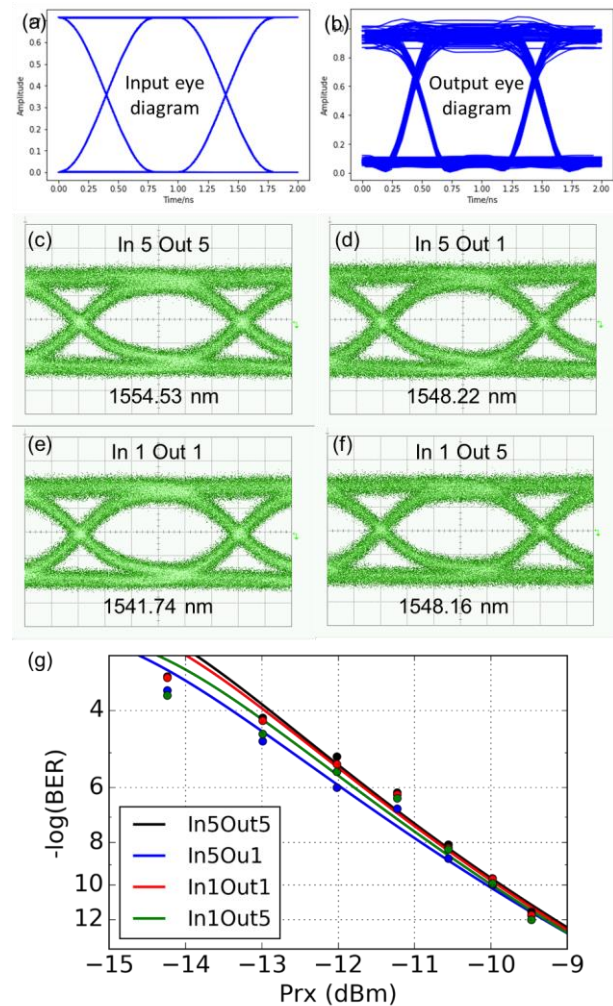 (a)
Amplitude
0.7
0.6
0.5
0.4
0.3
0.2
0.1
0.0
Input eye
diagram
0.00 0.25 0.50 0.75 1.00 1.25 1.50 1.75 2.00
Time/ns
(b)
Amplitude
1.0
0.8
0.6
0.4
0.2
0.0
Output eye
diagram
0.00 0.25 0.50 0.75 1.00 1.25 1.50 1.75 2.00
Time/ns
(c)
In 5 Out 5
1554.53 nm
(d)
In 5 Out 1
1548.22 nm
(e)
In 1 Out 1
1541.74 nm
(f)
In 1 Out 5
1548.16 nm
(g)
-log(BER)
4
6
8
10
12
In5Out5
In5Ou1
In1Out1
In1Out5
−15 −14 −13 −12 −11 −10 −9
Prx (dBm)